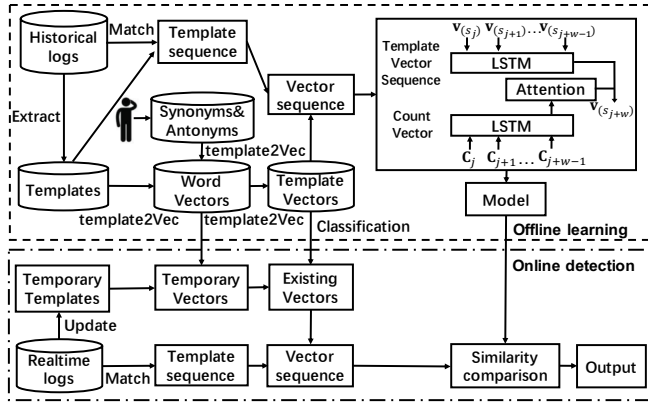 Historical
logs
Match
Template
sequence
Extract
Synonyms&
Antonyms
Vector
sequence
template2Vec
Templates
Word
Vectors
Template
Vectors
template2Vec
template2Vec
Classification
Template
Vector
Sequence
v(sj) v(sj+1)...v(sj+w−1)
LSTM
Attention
v(sj+w)
Count
Vector
LSTM
Cj Cj+1 ... Cj+w−1
Model
Offline learning
Online detection
Temporary
Templates
Temporary
Vectors
Existing
Vectors
Update
Realtime
logs
Match
Template
sequence
Vector
sequence
Similarity
comparison
Output